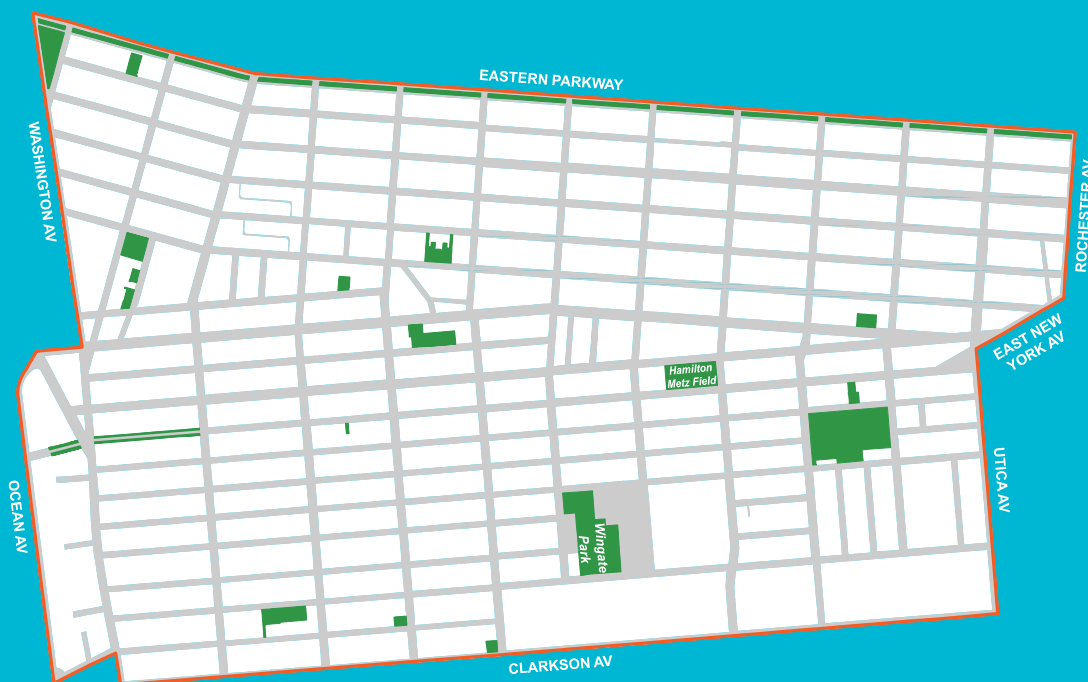 EASTERN PARKWAY
WASHINGTON AV
ROCHESTER AV
EAST NEW
YORK AV
Hamilton
Metz Field
UTICA AV
OCEAN AV
Wingate
Park
CLARKSON AV